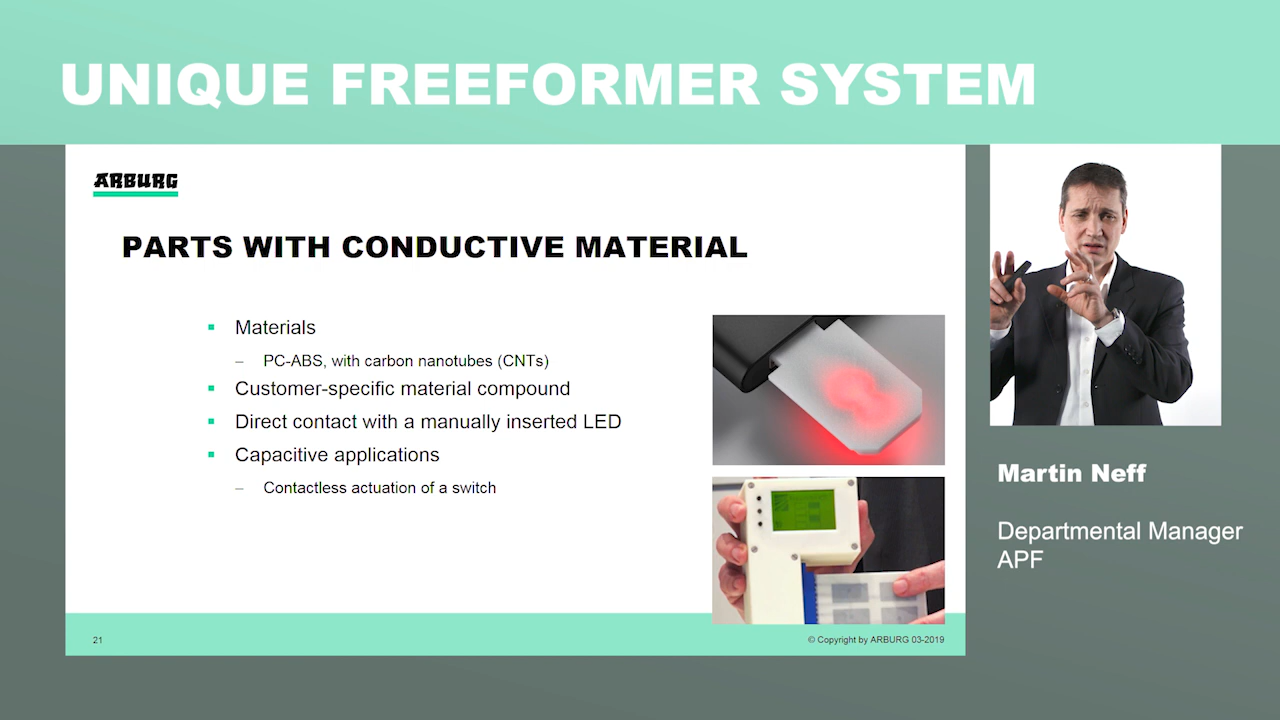 UNIQUE FREEFORMER SYSTEM
ARBURG
PARTS WITH CONDUCTIVE MATERIAL
▪ Materials
– PC-ABS, with carbon nanotubes (CNTs)
▪ Customer-specific material compound
▪ Direct contact with a manually inserted LED
▪ Capacitive applications
– Contactless actuation of a switch
21
© Copyright by ARBURG 03-2019
Martin Neff
Departmental Manager
APF